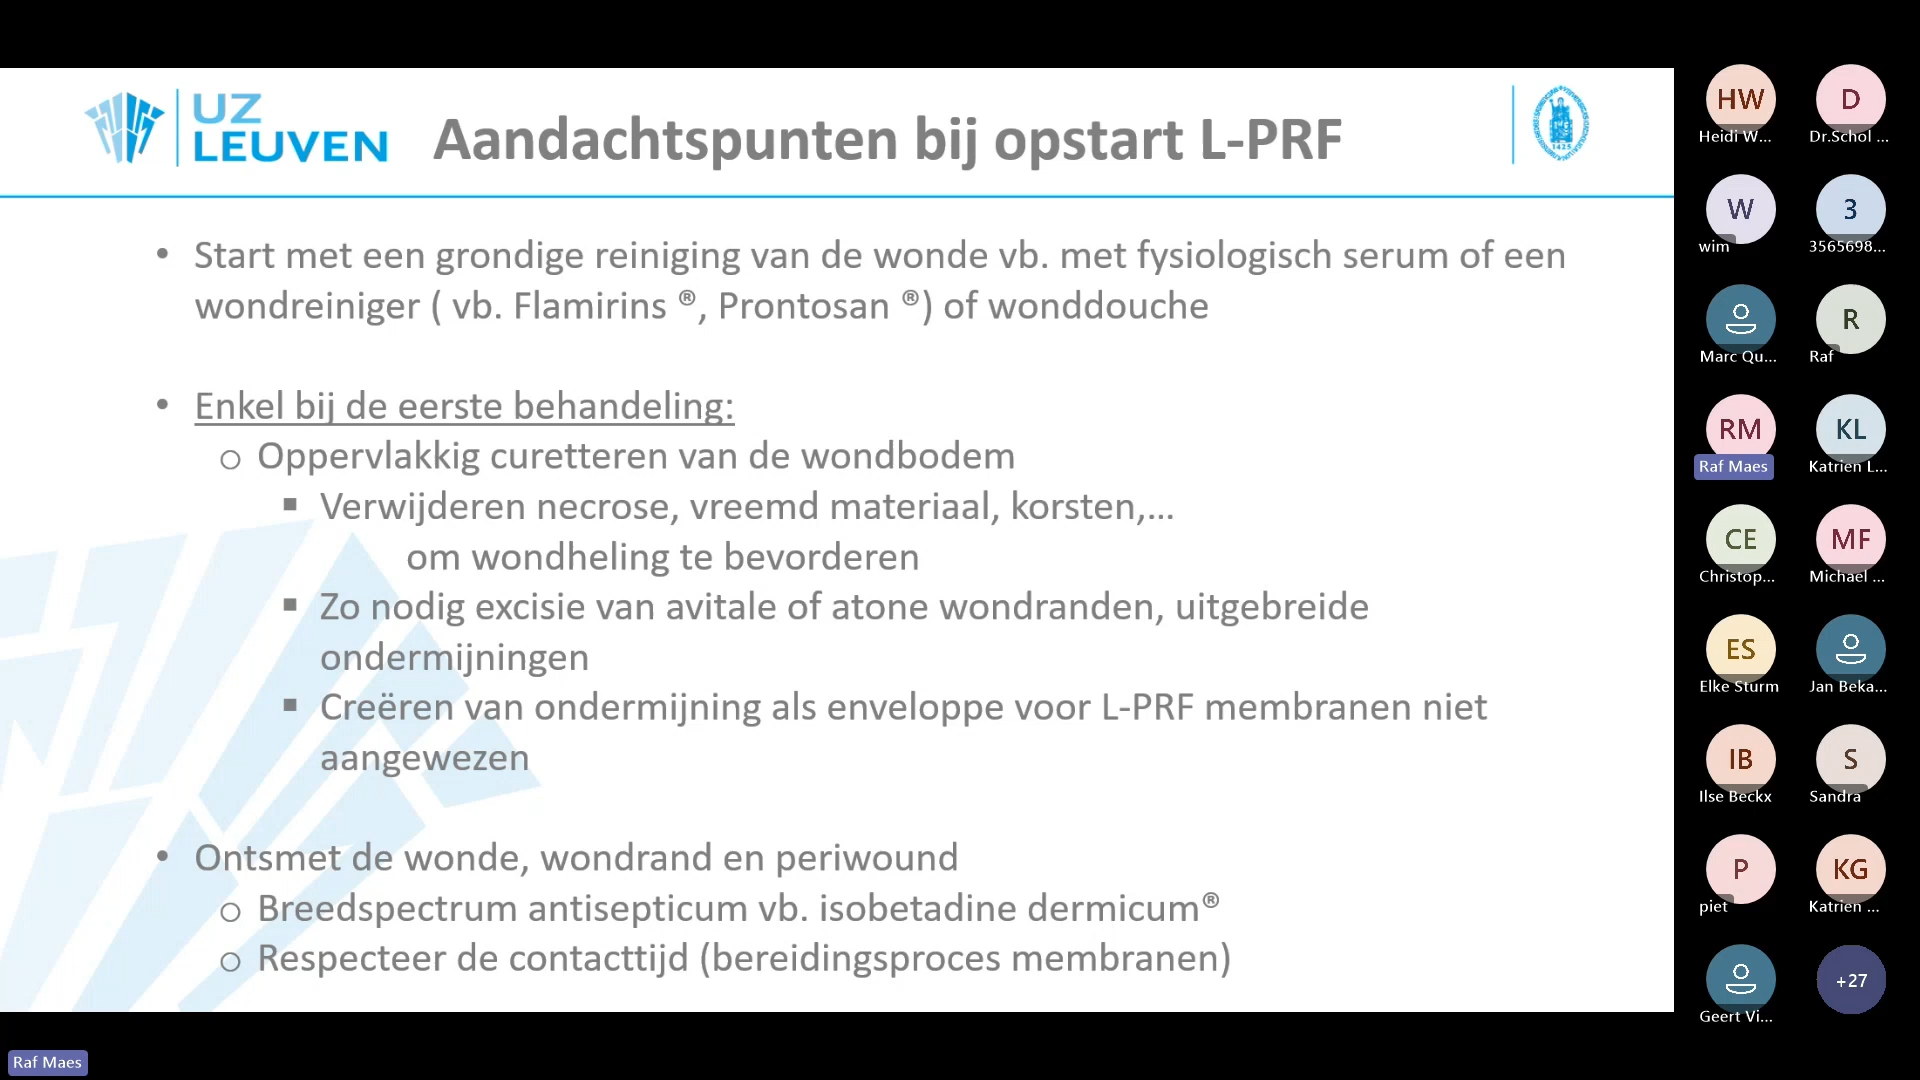 UZ
LEUVEN
Aandachtspunten bij opstart L-PRF
1425
• Start met een grondige reiniging van de wonde vb. met fysiologisch serum of een
wondreiniger ( vb. Flamirins ®, Prontosan ®) of wonddouche
• Enkel bij de eerste behandeling:
o Oppervlakkig curetteren van de wondbodem
▪ Verwijderen necrose, vreemd materiaal, korsten,...
om wondheling te bevorderen
▪ Zo nodig excisie van avitale of atone wondranden, uitgebreide
ondermijningen
▪ Creëren van ondermijning als enveloppe voor L-PRF membranen niet
aangewezen
• Ontsmet de wonde, wondrand en periwound
o Breedspectrum antisepticum vb. isobetadine dermicum®
o Respecteer de contacttijd (bereidingsproces membranen)
HW
Heidi W...
D
Dr.Schol ...
W
wim
3
3565698...
Marc Qu...
R
Raf
RM
Raf Maes
KL
Katrien L...
CE
Christop...
MF
Michael ...
ES
Elke Sturm
Jan Beka...
IB
Ilse Beckx
S
Sandra
P
piet
KG
Katrien ...
Geert Vi...
+27
Raf Maes